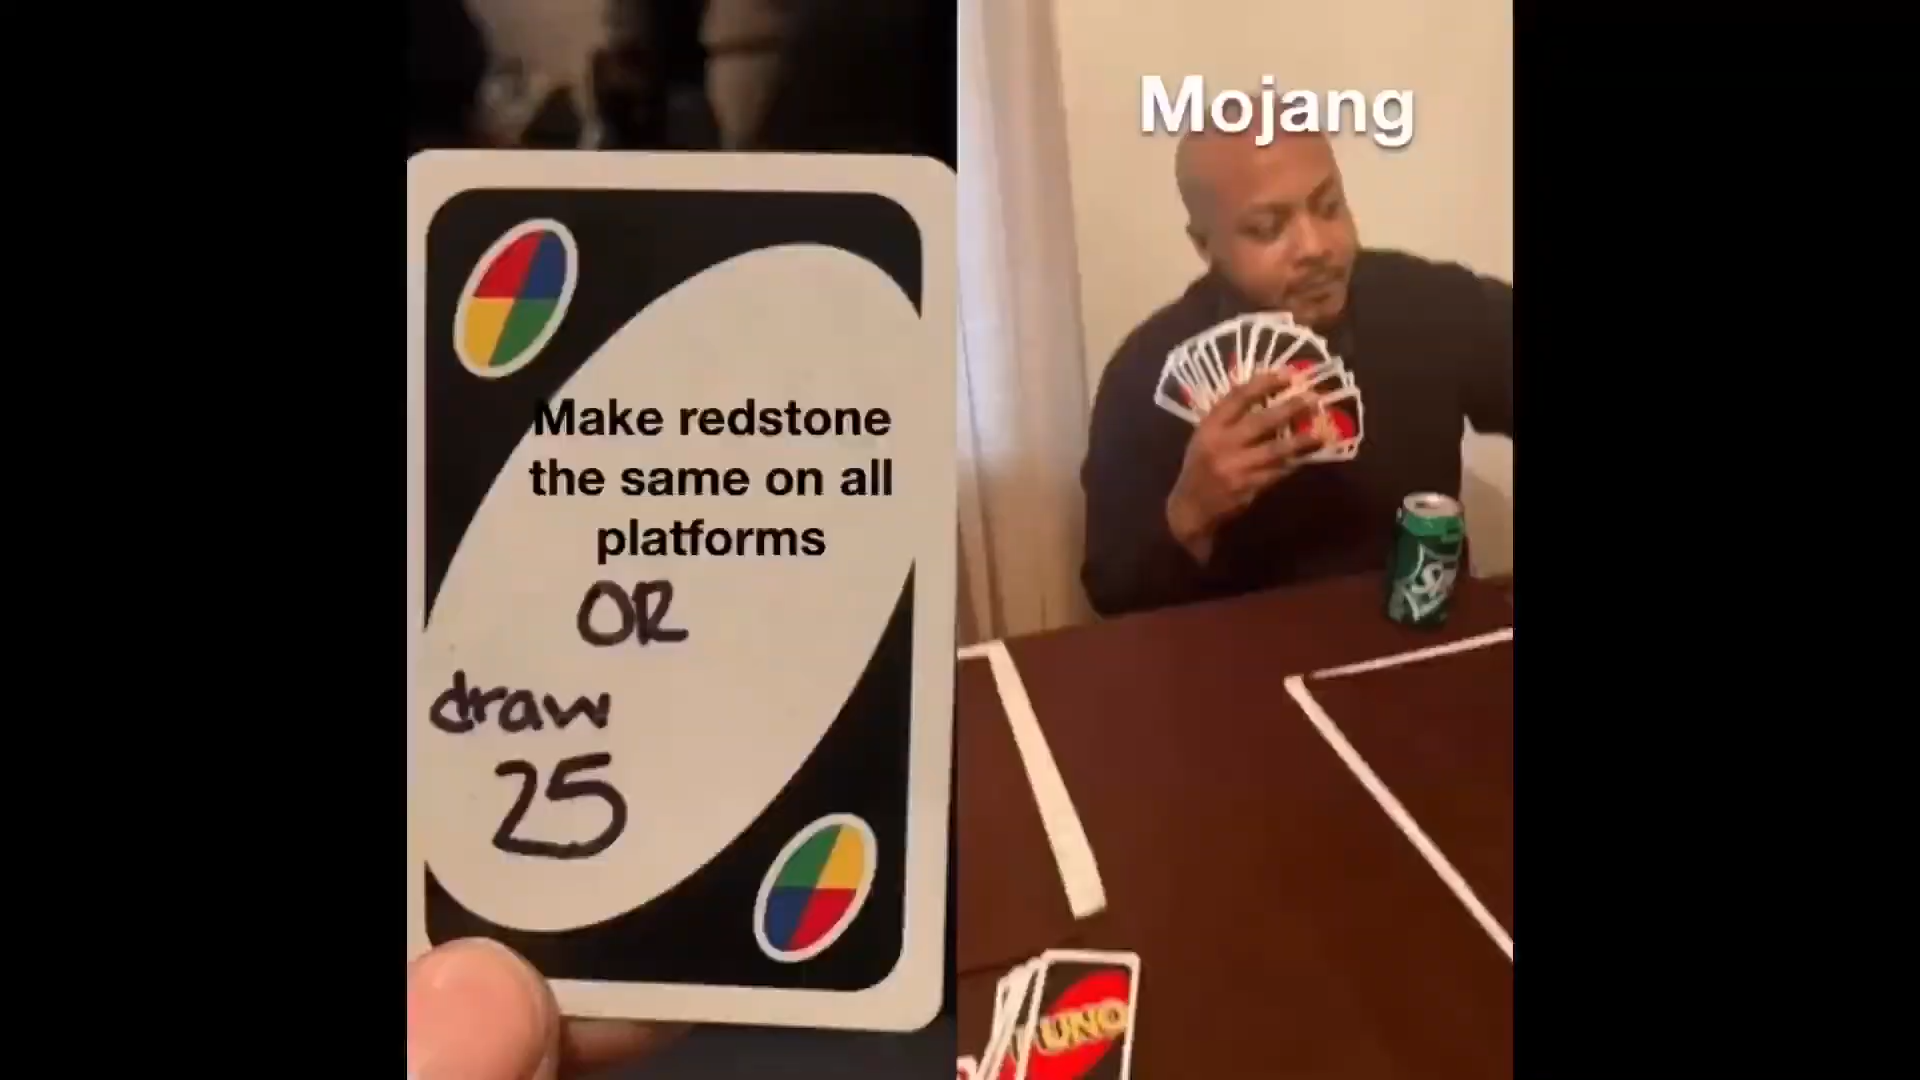 Mojang
Make redstone
the same on all
platforms
OR
draw
25
UNO